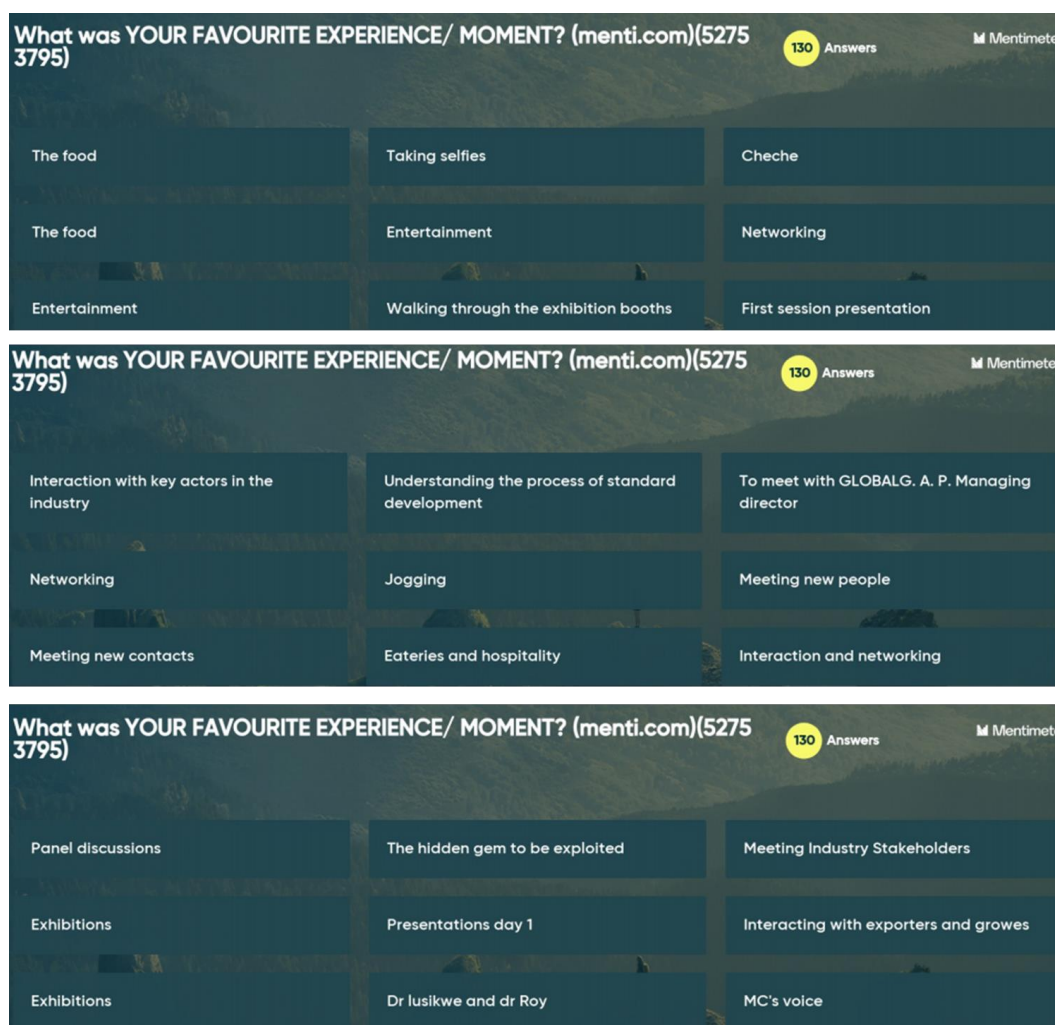 What was YOUR FAVOURITE EXPERIENCE/ MOMENT? (menti.com)(5275
3795)
130 Answers
Mentimete
The food
Taking selfies
Cheche
The food
Entertainment
Networking
Entertainment
Walking through the exhibition booths
First session presentation
What was YOUR FAVOURITE EXPERIENCE/ MOMENT? (menti.com)(5275
3795)
130 Answers
Mentimete
Interaction with key actors in the
industry
Understanding the process of standard
development
To meet with GLOBALG. A. P. Managing
director
Networking
Jogging
Meeting new people
Meeting new contacts
Eateries and hospitality
Interaction and networking
What was YOUR FAVOURITE EXPERIENCE/ MOMENT? (menti.com)(5275
3795)
130 Answers
Mentimet
Panel discussions
The hidden gem to be exploited
Meeting Industry Stakeholders
Exhibitions
Presentations day 1
Interacting with exporters and growes
Exhibitions
Dr lusikwe and dr Roy
MC's voice